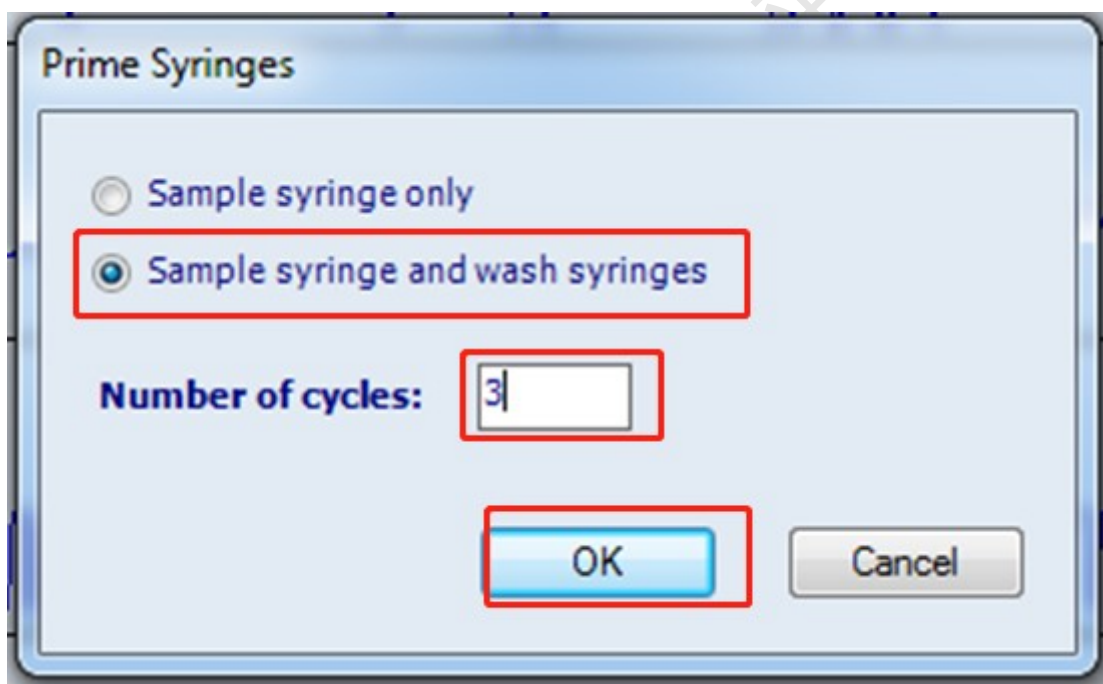 Prime Syringes
Sample syringe only
Sample syringe and wash syringes
Number of cycles: 3
OK Cancel